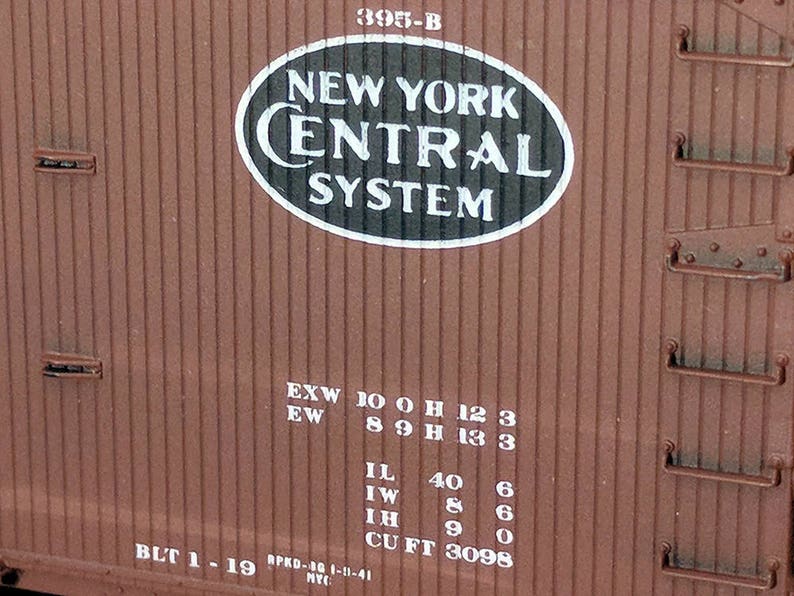 395-B
NEW YORK
CENTRAL
SYSTEM
EXW 10 0 H 12 3
EW 8 9 H 13 3
IL 40 6
IW 8 6
IH 9 0
CU FT 3098
BLT 1 - 19
NYC